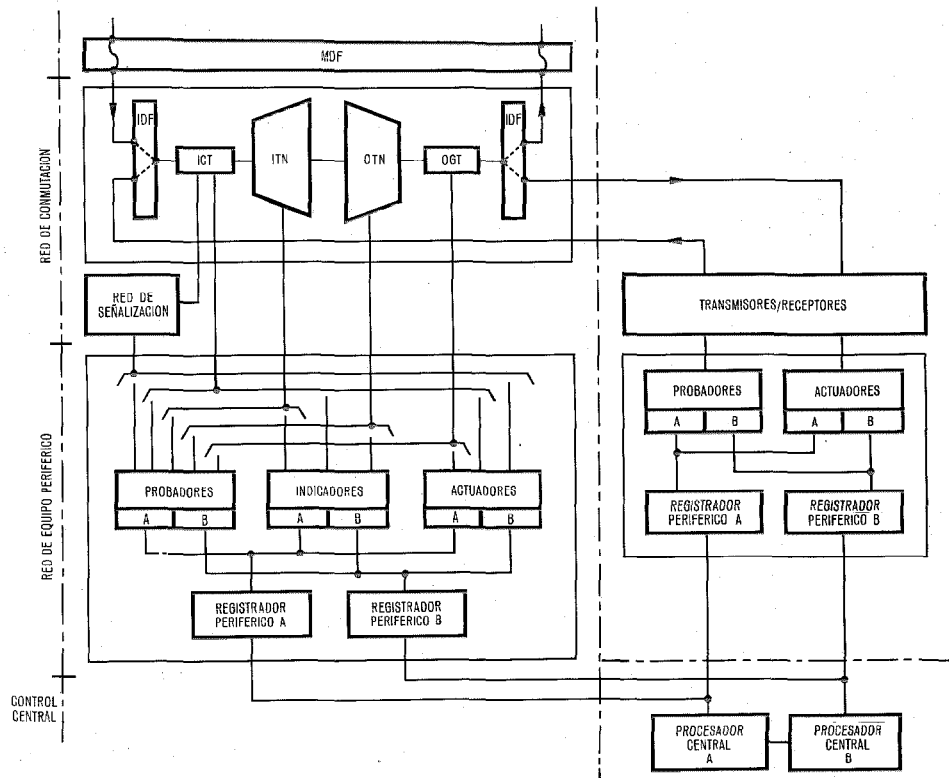 MDF
RED DE CONMUTACION
IDF
ICT
ITN
OTN
OGT
IDF
RED DE
SEÑALIZACION
TRANSMISORES/RECEPTORES
RED DE EQUIPO PERIFERICO
PROBADORES
A B
INDICADORES
A B
ACTUADORES
A B
REGISTRADOR
PERIFERICO A
REGISTRADOR
PERIFERICO B
PROBADORES
A B
ACTUADORES
A B
REGISTRADOR
PERIFERICO A
REGISTRADOR
PERIFERICO B
CONTROL
CENTRAL
PROCESADOR
CENTRAL
A
PROCESADOR
CENTRAL
B